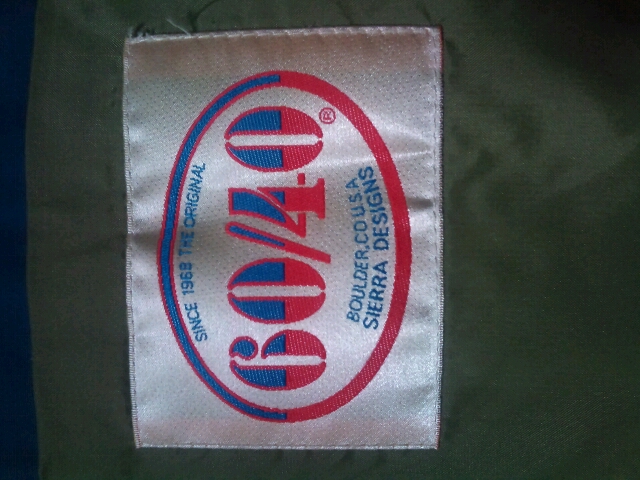 SINCE 1968 THE ORIGINAL
60/40®
BOULDER,CO U.S.A
SIERRA DESIGNS